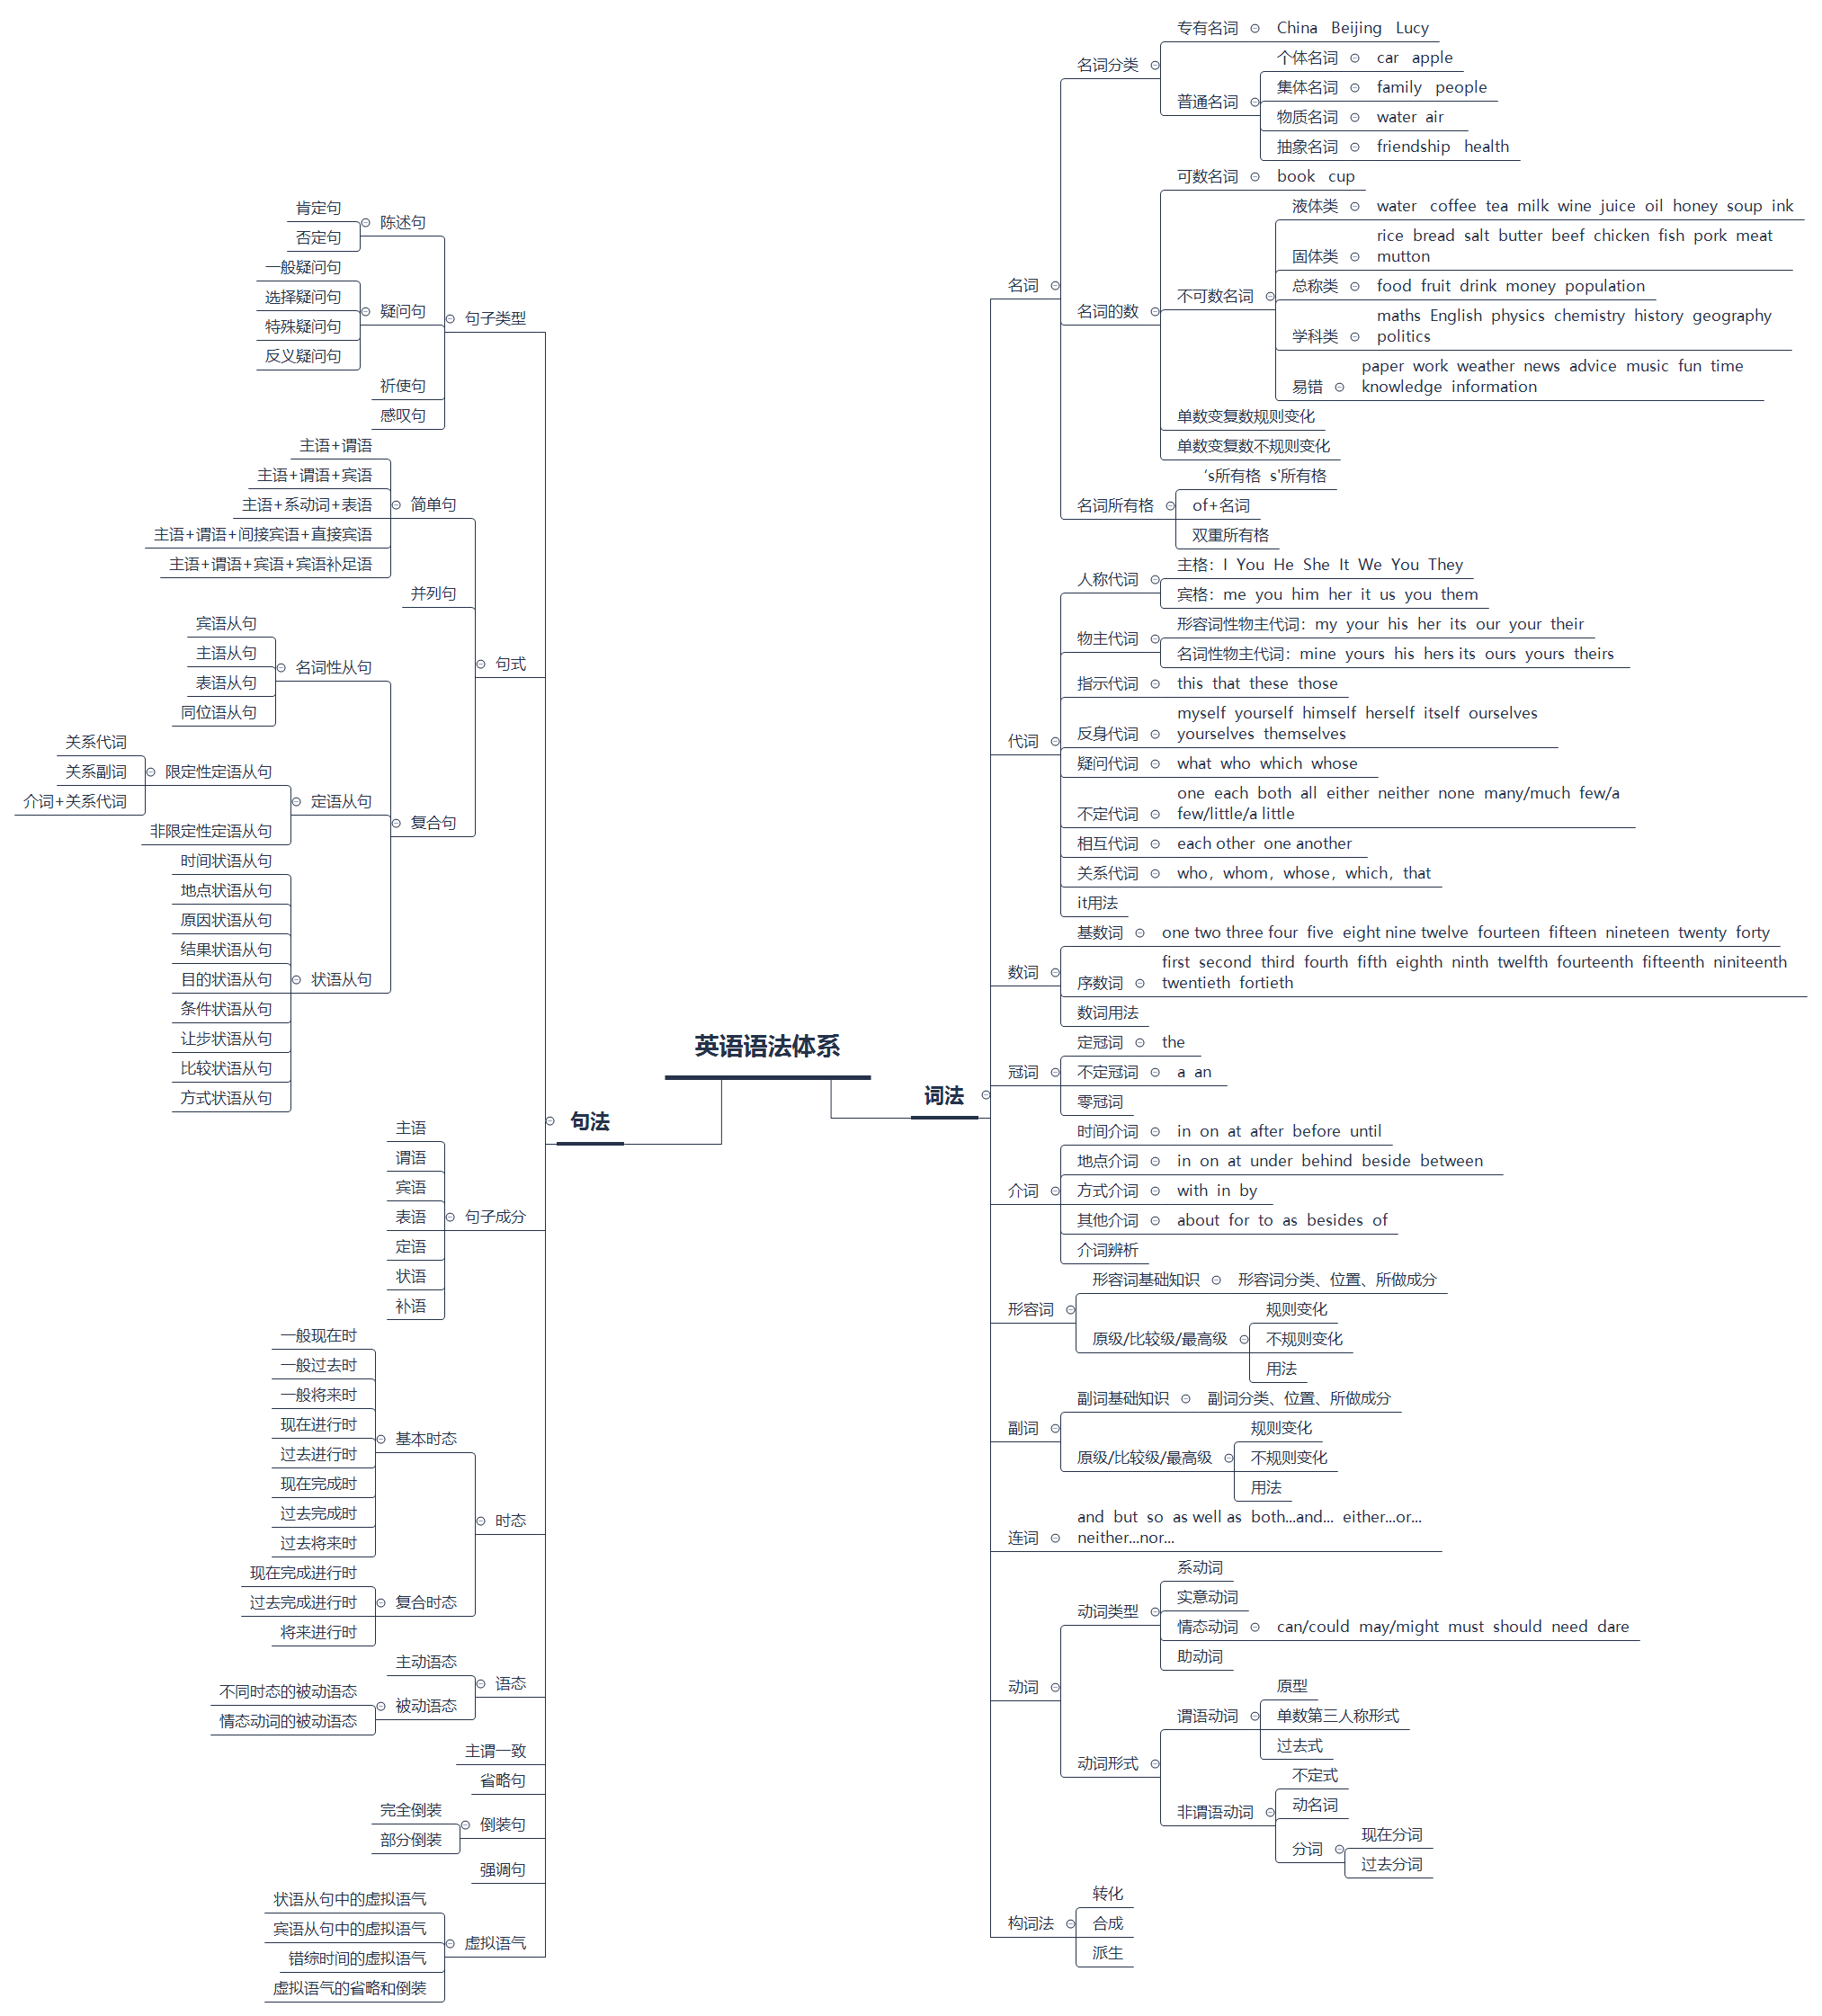 英语语法体系
词法
名词
名词分类
专有名词
China Beijing Lucy
普通名词
个体名词
car apple
集体名词
family people
物质名词
water air
抽象名词
friendship health
名词的数
可数名词
book cup
不可数名词
液体类
water coffee tea milk wine juice oil honey soup ink
固体类
rice bread salt butter beef chicken fish pork meat
mutton
总称类
food fruit drink money population
学科类
maths English physics chemistry history geography
politics
易错
paper work weather news advice music fun time
knowledge information
单数变复数规则变化
单数变复数不规则变化
名词所有格
‘s所有格 s'所有格
of+名词
双重所有格
代词
人称代词
主格：I You He She It We You They
宾格：me you him her it us you them
物主代词
形容词性物主代词：my your his her its our your their
名词性物主代词：mine yours his hers its ours yours theirs
指示代词
this that these those
反身代词
myself yourself himself herself itself ourselves
yourselves themselves
疑问代词
what who which whose
不定代词
one each both all either neither none many/much few/a
few/little/a little
相互代词
each other one another
关系代词
who，whom，whose，which，that
it用法
数词
基数词
one two three four five eight nine twelve fourteen fifteen nineteen twenty forty
序数词
first second third fourth fifth eighth ninth twelfth fourteenth fifteenth niniteenth
twentieth fortieth
数词用法
冠词
定冠词
the
不定冠词
a an
零冠词
介词
时间介词
in on at after before until
地点介词
in on at under behind beside between
方式介词
with in by
其他介词
about for to as besides of
介词辨析
形容词
形容词基础知识
形容词分类、位置、所做成分
原级/比较级/最高级
规则变化
不规则变化
用法
副词
副词基础知识
副词分类、位置、所做成分
原级/比较级/最高级
规则变化
不规则变化
用法
连词
and but so as well as both...and... either...or...
neither...nor...
动词
动词类型
系动词
实意动词
情态动词
can/could may/might must should need dare
助动词
动词形式
谓语动词
原型
单数第三人称形式
过去式
非谓语动词
不定式
动名词
分词
现在分词
过去分词
构词法
转化
合成
派生
句法
句子类型
陈述句
肯定句
否定句
疑问句
一般疑问句
选择疑问句
特殊疑问句
反义疑问句
祈使句
感叹句
句式
简单句
主语+谓语
主语+谓语+宾语
主语+系动词+表语
主语+谓语+间接宾语+直接宾语
主语+谓语+宾语+宾语补足语
并列句
复合句
名词性从句
宾语从句
主语从句
表语从句
同位语从句
定语从句
限定性定语从句
关系代词
关系副词
介词+关系代词
非限定性定语从句
状语从句
时间状语从句
地点状语从句
原因状语从句
结果状语从句
目的状语从句
条件状语从句
让步状语从句
比较状语从句
方式状语从句
句子成分
主语
谓语
宾语
表语
定语
状语
补语
时态
基本时态
一般现在时
一般过去时
一般将来时
现在进行时
过去进行时
现在完成时
过去完成时
过去将来时
复合时态
现在完成进行时
过去完成进行时
将来进行时
语态
主动语态
被动语态
不同时态的被动语态
情态动词的被动语态
主谓一致
省略句
倒装句
完全倒装
部分倒装
强调句
虚拟语气
状语从句中的虚拟语气
宾语从句中的虚拟语气
错综时间的虚拟语气
虚拟语气的省略和倒装